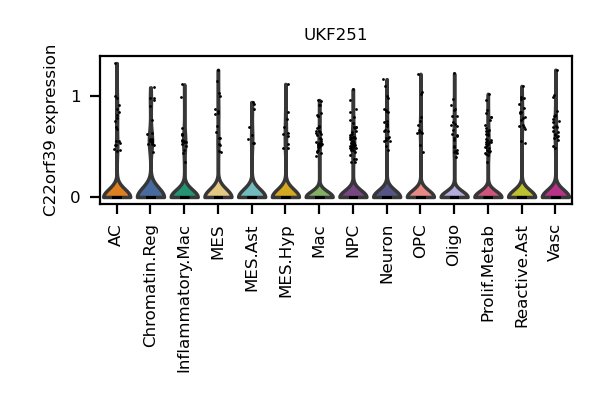 UKF251
C22orf39 expression
1
0
AC
Chromatin.Reg
Inflammatory.Mac
MES
MES.Ast
MES.Hyp
Mac
NPC
Neuron
OPC
Oligo
Prolif.Metab
Reactive.Ast
Vasc